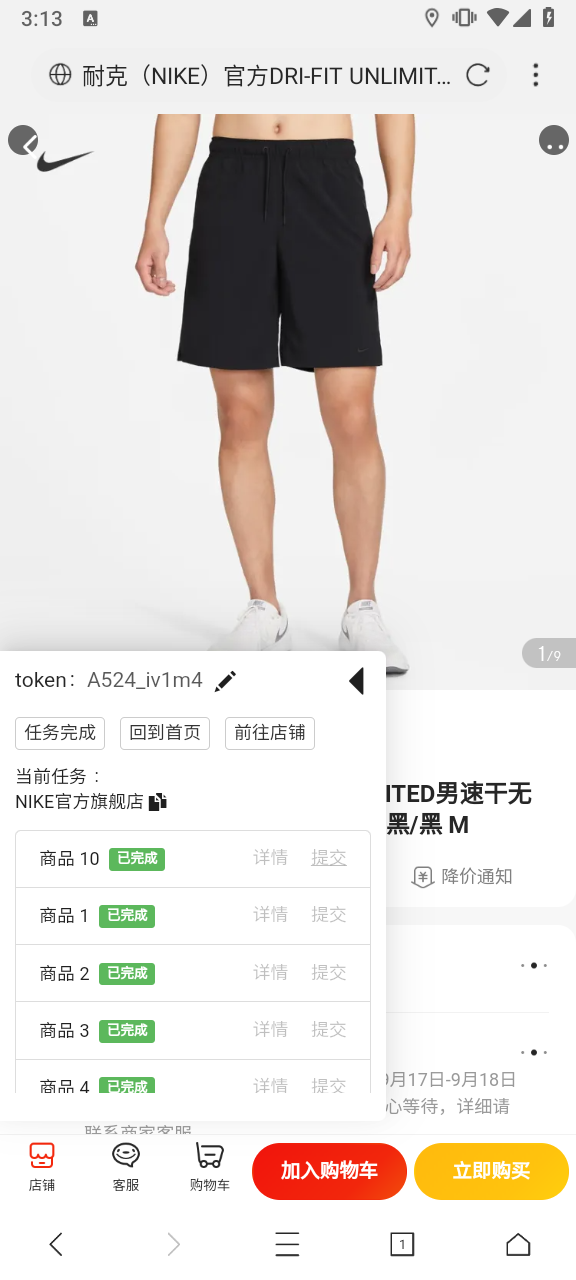 3:13
A
耐克（NIKE）官方DRI-FIT UNLIMIT...
1/9
token： A524_iv1m4
任务完成 回到首页 前往店铺
当前任务 ：
NIKE官方旗舰店
ITED男速干无
黑/黑 M
商品 10 已完成 详情 提交
降价通知
商品 1 已完成 详情 提交
商品 2 已完成 详情 提交
商品 3 已完成 详情 提交
商品 4 已完成 详情 提交
9月17日-9月18日
心等待，详细请
联系商家客服
店铺 客服 购物车 加入购物车 立即购买
1